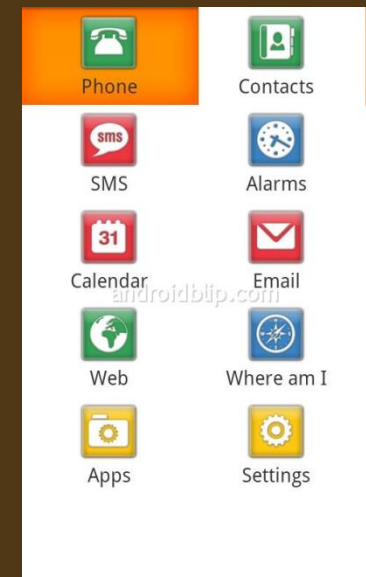 Phone Contacts
sms
SMS Alarms
31
Calendar Email
androidblip.com
Web Where am I
Apps Settings